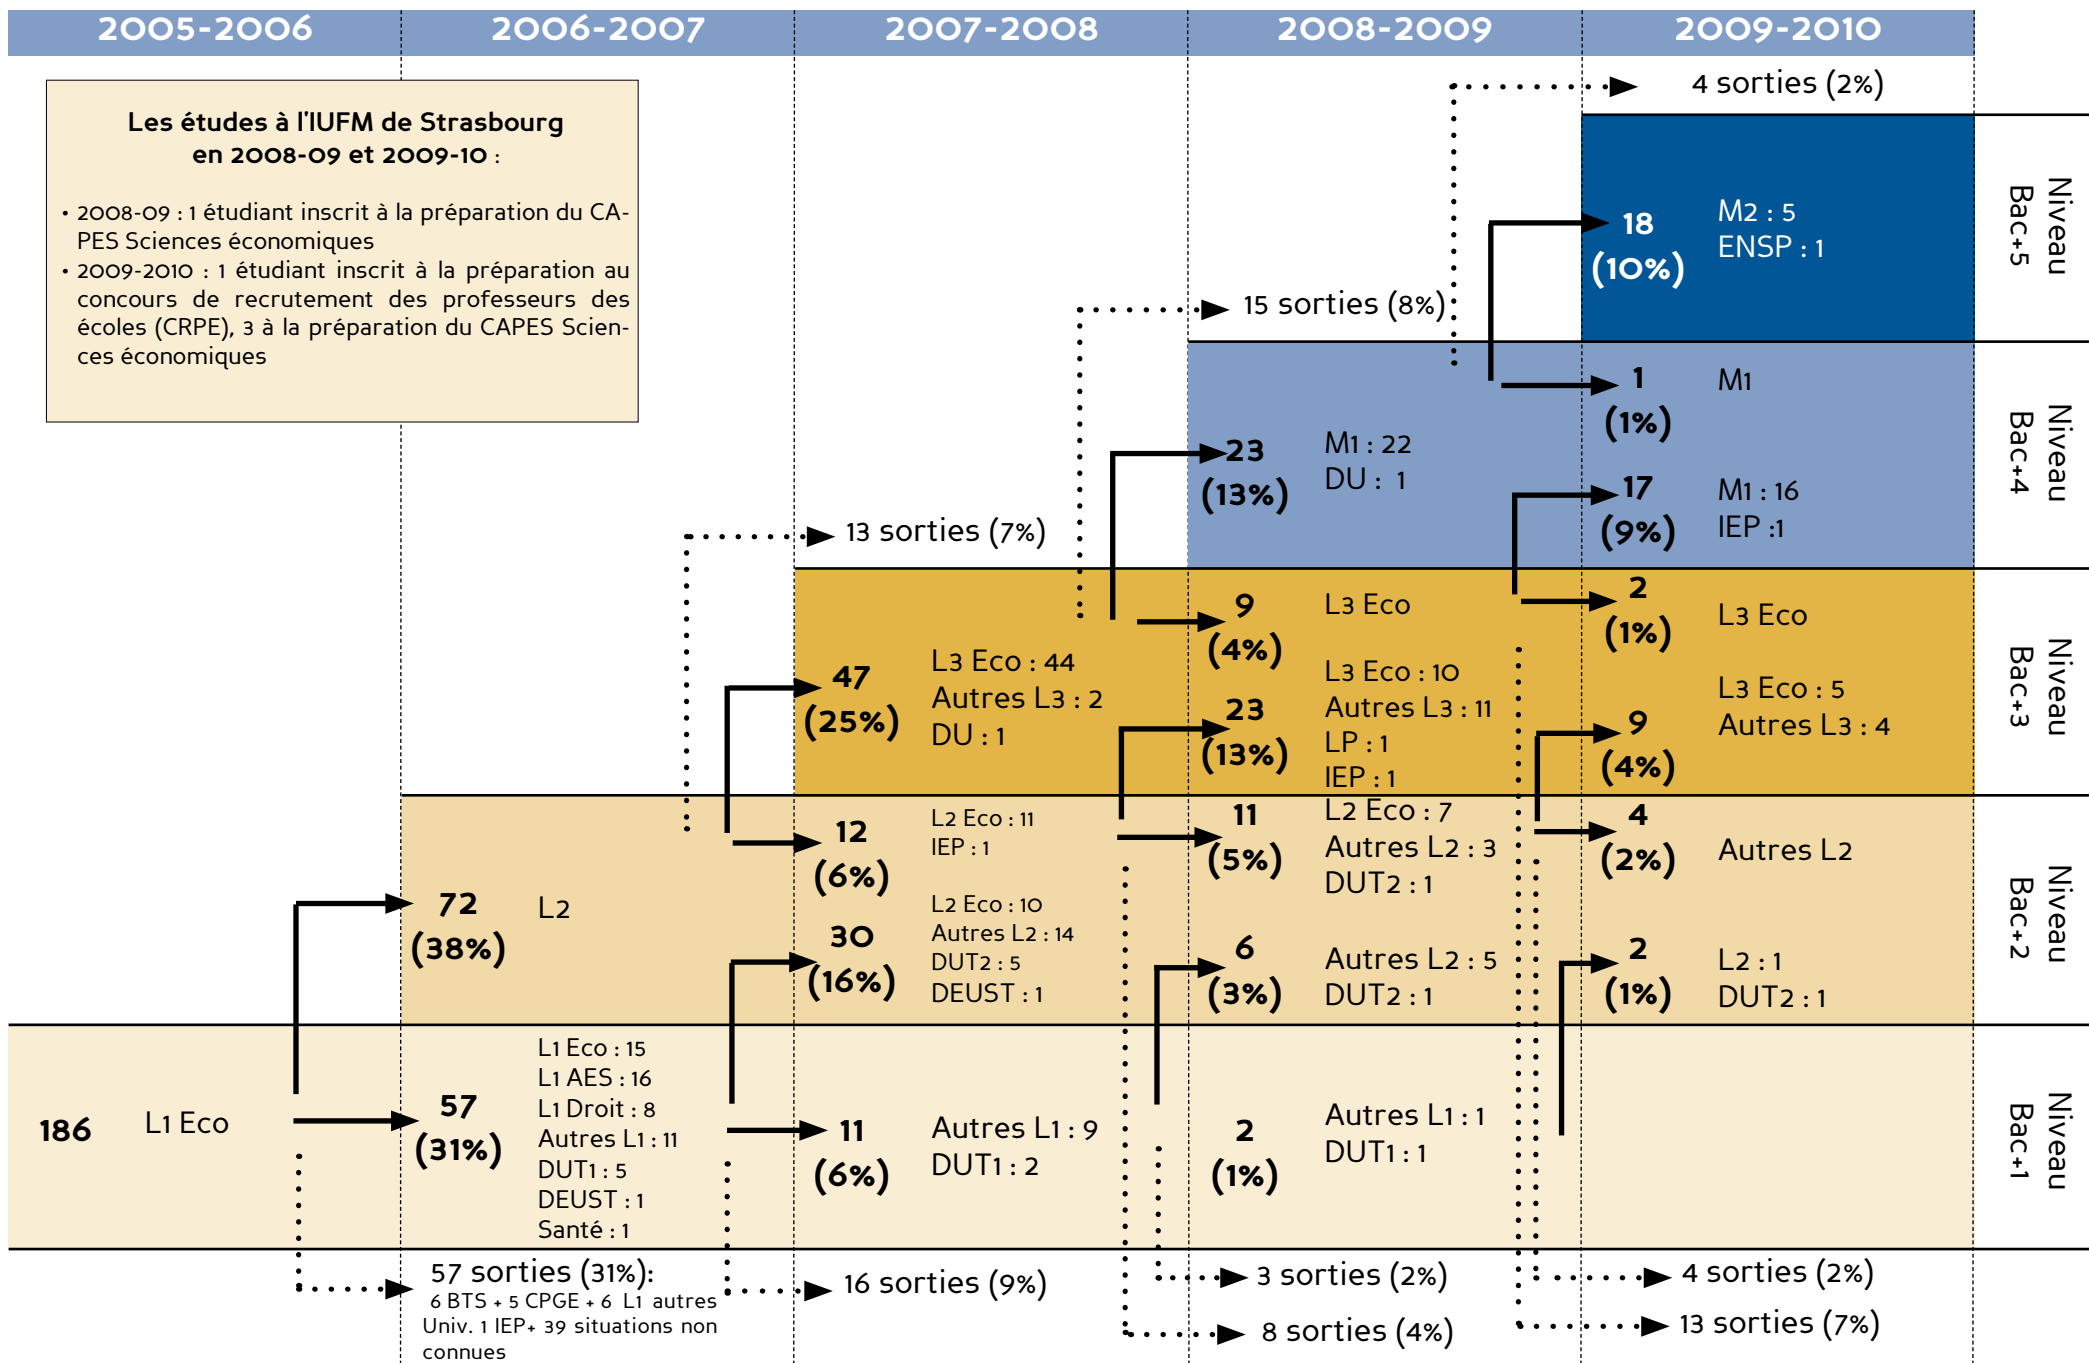 2005-2006
2006-2007
2007-2008
2008-2009
2009-2010
Les études à l'IUFM de Strasbourg
en 2008-09 et 2009-10 :
• 2008-09 : 1 étudiant inscrit à la préparation du CA-
PES Sciences économiques
• 2009-2010 : 1 étudiant inscrit à la préparation au
concours de recrutement des professeurs des
écoles (CRPE), 3 à la préparation du CAPES Scien-
ces économiques
4 sorties (2%)
18
(10%)
M2 : 5
ENSP : 1
Niveau
Bac+5
15 sorties (8%)
23
(13%)
M1 : 22
DU : 1
1
(1%)
M1
17
(9%)
M1 : 16
IEP :1
Niveau
Bac+4
13 sorties (7%)
47
(25%)
L3 Eco : 44
Autres L3 : 2
DU : 1
9
(4%)
L3 Eco
23
(13%)
L3 Eco : 10
Autres L3 : 11
LP : 1
IEP : 1
2
(1%)
L3 Eco
9
(4%)
L3 Eco : 5
Autres L3 : 4
Niveau
Bac+3
72
(38%)
L2
12
(6%)
L2 Eco : 11
IEP : 1
30
(16%)
L2 Eco : 10
Autres L2 : 14
DUT2 : 5
DEUST : 1
11
(5%)
L2 Eco : 7
Autres L2 : 3
DUT2 : 1
6
(3%)
Autres L2 : 5
DUT2 : 1
4
(2%)
Autres L2
2
(1%)
L2 : 1
DUT2 : 1
Niveau
Bac+2
186
L1 Eco
57
(31%)
L1 Eco : 15
L1 AES : 16
L1 Droit : 8
Autres L1 : 11
DUT1 : 5
DEUST : 1
Santé : 1
11
(6%)
Autres L1 : 9
DUT1 : 2
2
(1%)
Autres L1 : 1
DUT1 : 1
Niveau
Bac+1
57 sorties (31%):
6 BTS + 5 CPGE + 6 L1 autres
Univ. 1 IEP+ 39 situations non
connues
16 sorties (9%)
3 sorties (2%)
8 sorties (4%)
4 sorties (2%)
13 sorties (7%)